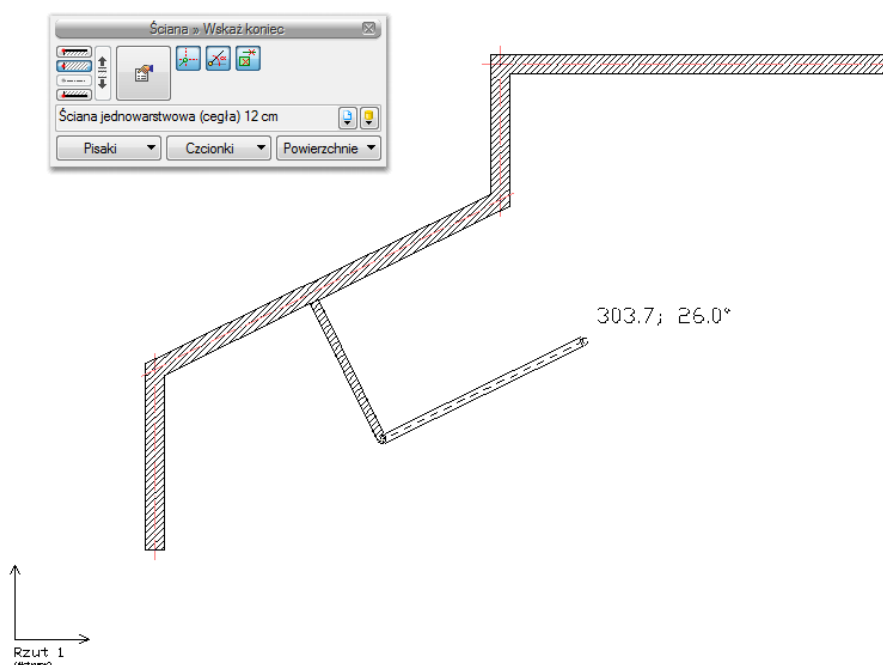 Ściana » Wskaż koniec
Ściana jednowarstwowa (cegła) 12 cm
Pisaki
Czcionki
Powierzchnie
303.7; 26.0°
Rzut 1